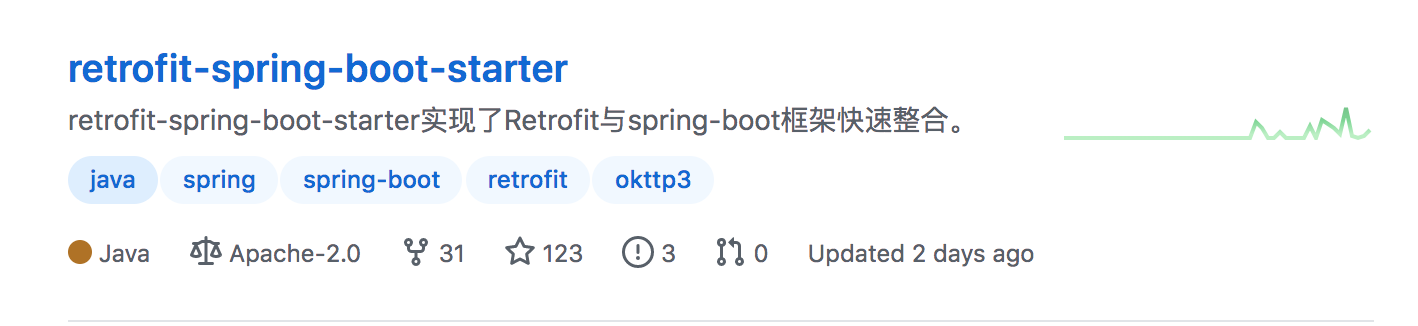 retrofit-spring-boot-starter
retrofit-spring-boot-starter实现了Retrofit与spring-boot框架快速整合。
java spring spring-boot retrofit okttp3
Java Apache-2.0 31 123 3 0 Updated 2 days ago